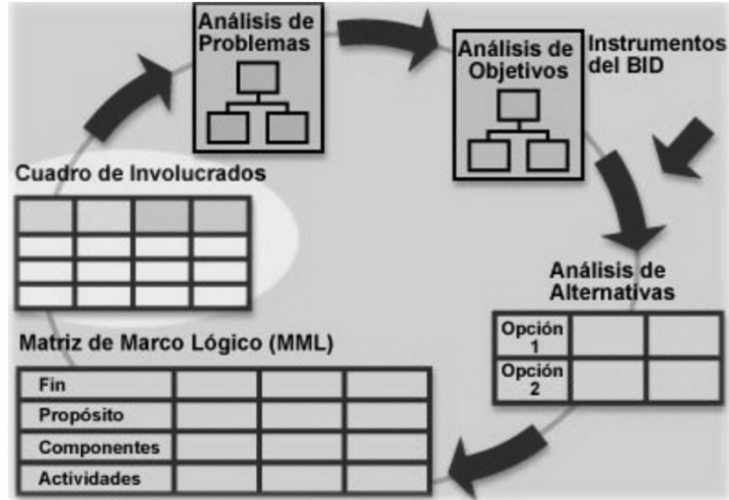 Análisis de
Problemas
Análisis de
Objetivos
Instrumentos
del BID
Cuadro de Involucrados
Análisis de
Alternativas
Opción
1
Opción
2
Matriz de Marco Lógico (MML)
Fin
Propósito
Componentes
Actividades